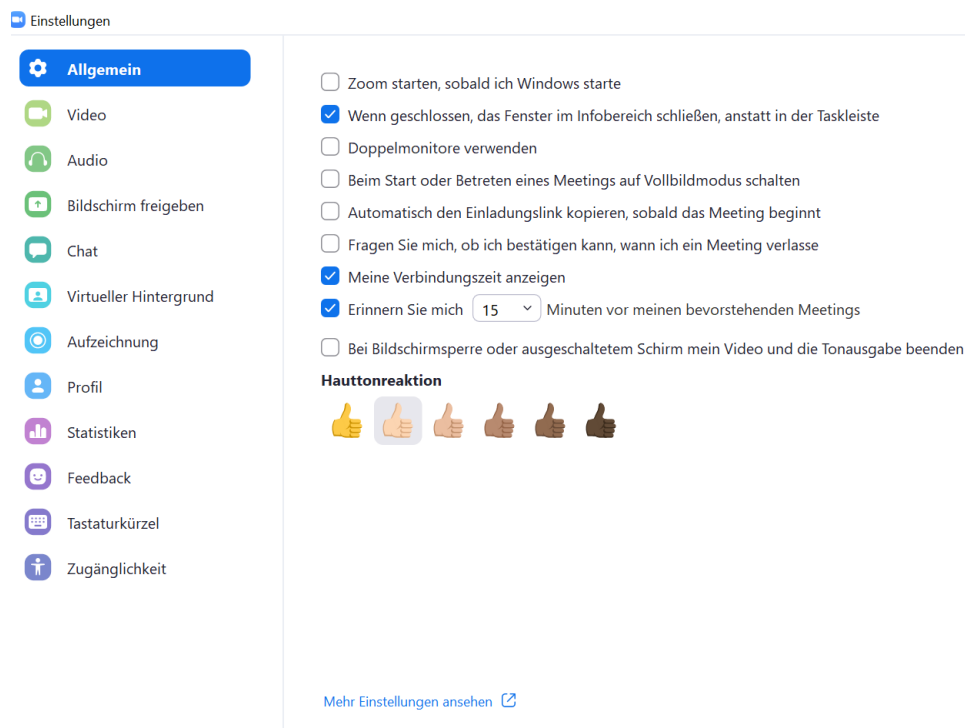 Einstellungen
Allgemein
Video
Audio
Bildschirm freigeben
Chat
Virtueller Hintergrund
Aufzeichnung
Profil
Statistiken
Feedback
Tastaturkürzel
Zugänglichkeit
Zoom starten, sobald ich Windows starte
Wenn geschlossen, das Fenster im Infobereich schließen, anstatt in der Taskleiste
Doppelmonitore verwenden
Beim Start oder Betreten eines Meetings auf Vollbildmodus schalten
Automatisch den Einladungslink kopieren, sobald das Meeting beginnt
Fragen Sie mich, ob ich bestätigen kann, wann ich ein Meeting verlasse
Meine Verbindungszeit anzeigen
Erinnern Sie mich 15 Minuten vor meinen bevorstehenden Meetings
Bei Bildschirmsperre oder ausgeschaltetem Schirm mein Video und die Tonausgabe beenden
Hauttonreaktion
Mehr Einstellungen ansehen